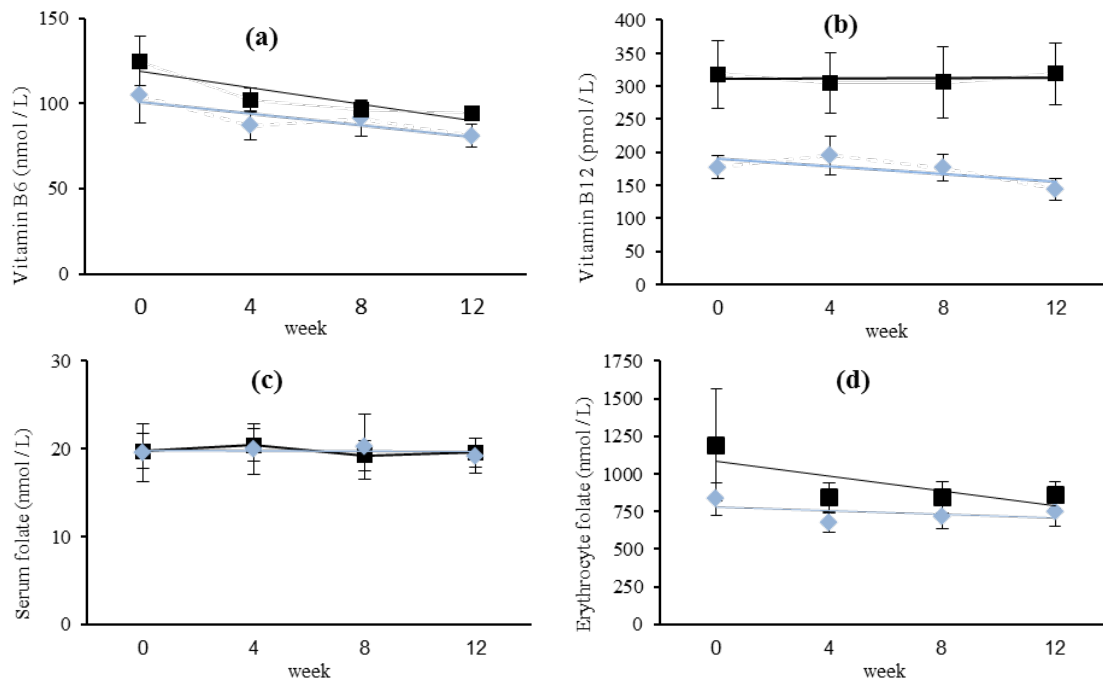 (a)
Vitamin B6 (nmol / L)
150
100
50
0
0 4 8 12
week
(b)
Vitamin B12 (pmol / L)
400
350
300
250
200
150
100
50
0
0 4 8 12
week
(c)
Serum folate (nmol / L)
30
20
10
0
0 4 8 12
week
(d)
Erythrocyte folate (nmol / L)
1750
1500
1250
1000
750
500
250
0
0 4 8 12
week